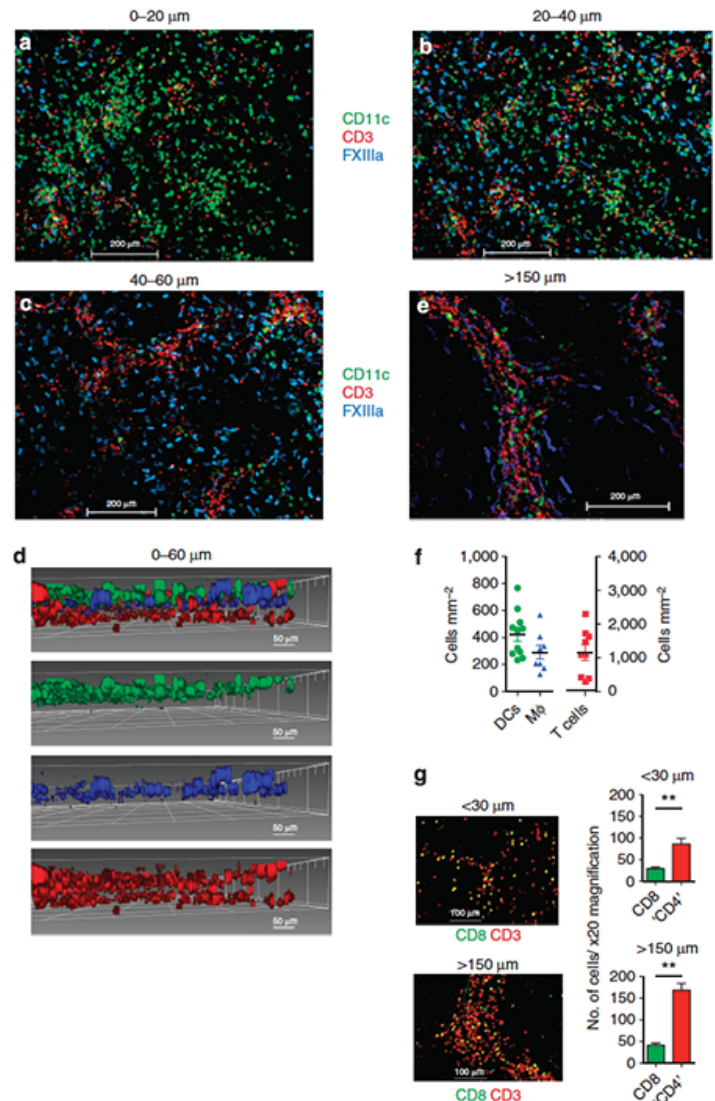 0–20 μm
20–40 μm
a
b
CD11c
CD3
FXIIIa
200 μm
200 μm
40–60 μm
>150 μm
c
e
CD11c
CD3
FXIIIa
200 μm
200 μm
d
0–60 μm
50 μm
50 μm
50 μm
50 μm
f
1,000
800
600
400
200
0
Cells mm⁻²
4,000
3,000
2,000
1,000
0
Cells mm⁻²
DCs
Mϕ
T cells
g
<30 μm
100 μm
CD8 CD3
>150 μm
100 μm
CD8 CD3
No. of cells/ x20 magnification
<30 μm
200
150
100
50
0
**
CD8
'CD4'
>150 μm
200
150
100
50
0
**
CD8
'CD4'